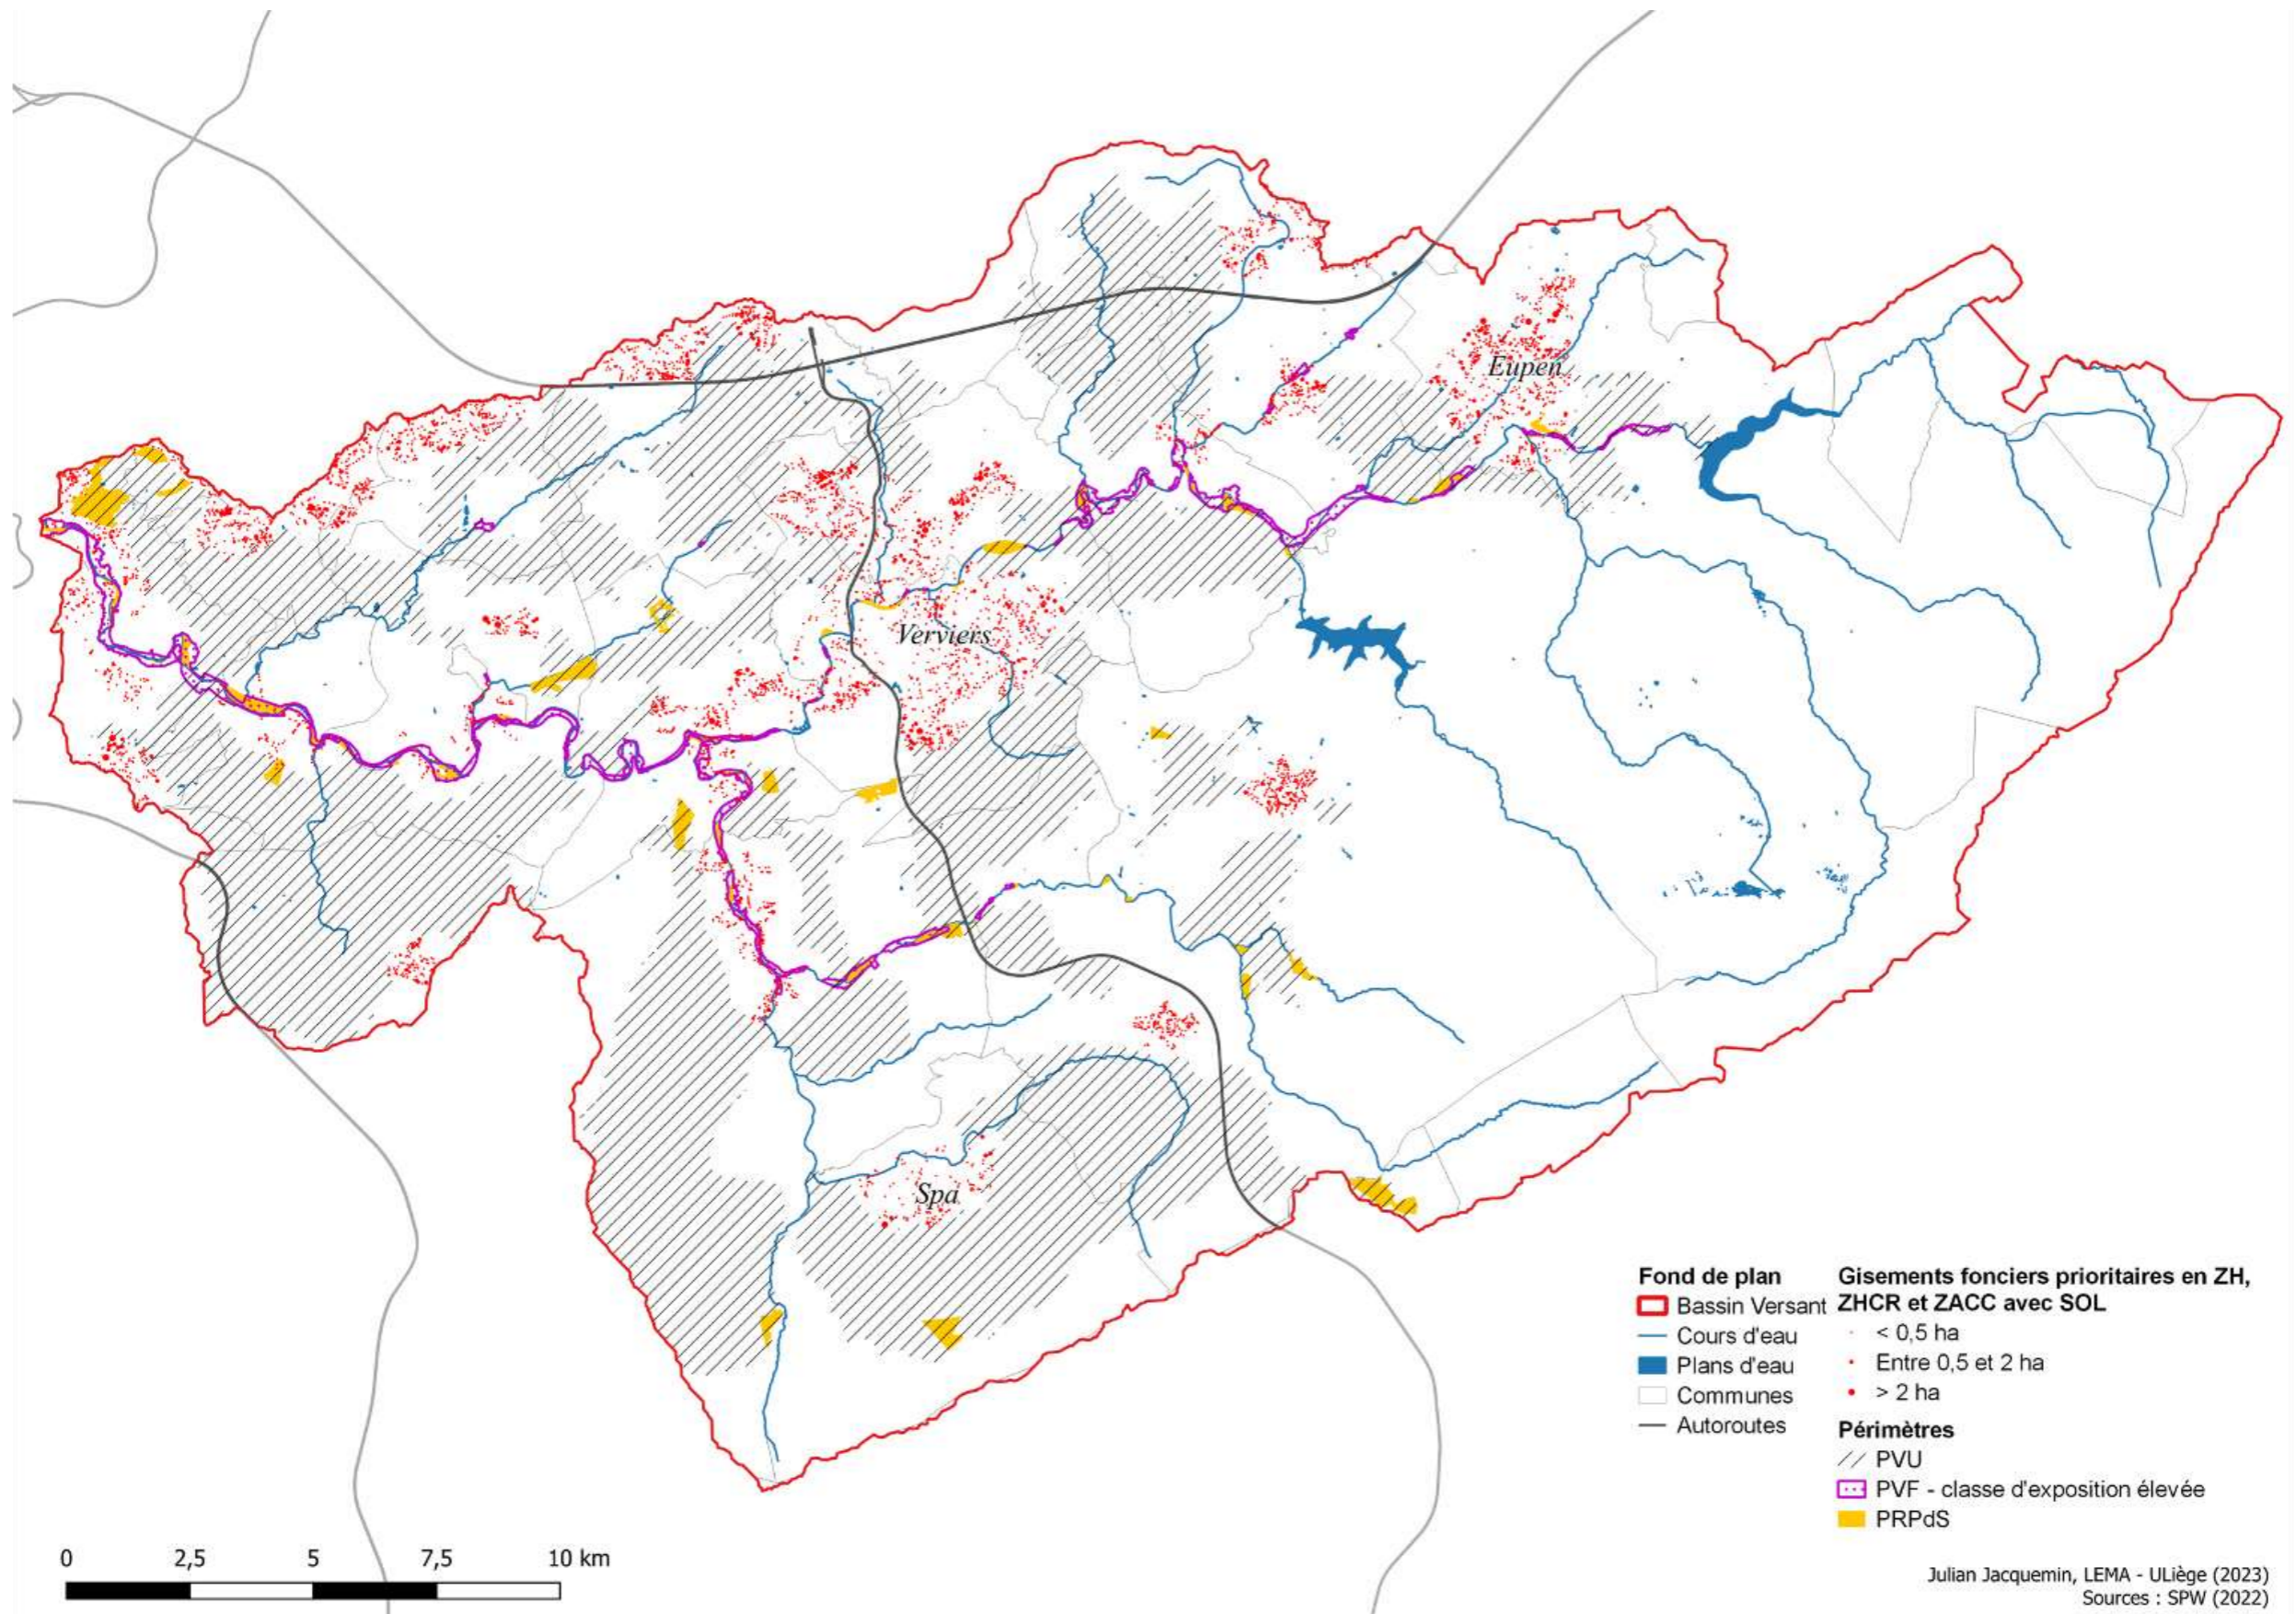 Eupen
Verviers
Spa
Fond de plan
Bassin Versant
Cours d'eau
Plans d'eau
Communes
Autoroutes
Gisements fonciers prioritaires en ZH,
ZHCR et ZACC avec SOL
< 0,5 ha
Entre 0,5 et 2 ha
> 2 ha
Périmètres
PVU
PVF - classe d'exposition élevée
PRPdS
0 2,5 5 7,5 10 km
Julian Jacquemin, LEMA - ULiège (2023)
Sources : SPW (2022)